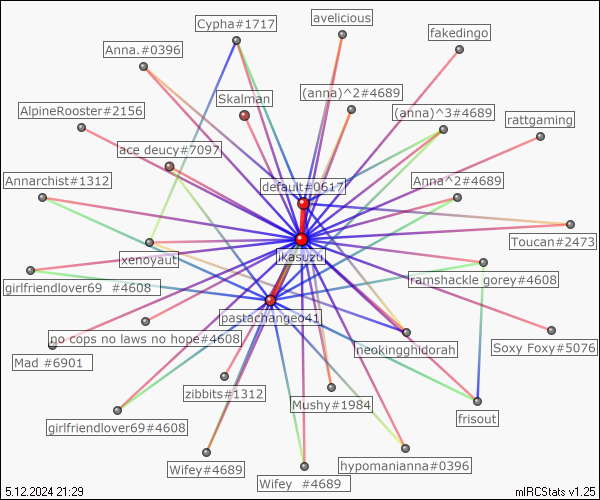 avelicious
Cypha#1717
fakedingo
Anna.#0396
(anna)^2#4689
Skalman
AlpineRooster#2156
(anna)^3#4689
rattgaming
ace deucy#7097
Annarchist#1312
default#0617
Anna^2#4689
Toucan#2473
xenoyaut
ikasuzu
ramshackle gorey#4608
girlfriendlover69 #4608
pastachangeo41
no cops no laws no hope#4608
neokingghidorah
Soxy Foxy#5076
Mad #6901
zibbits#1312
Mushy#1984
frisout
girlfriendlover69#4608
hypomanianna#0396
Wifey#4689
Wifey #4689
5.12.2024 21:29
mIRCStats v1.25